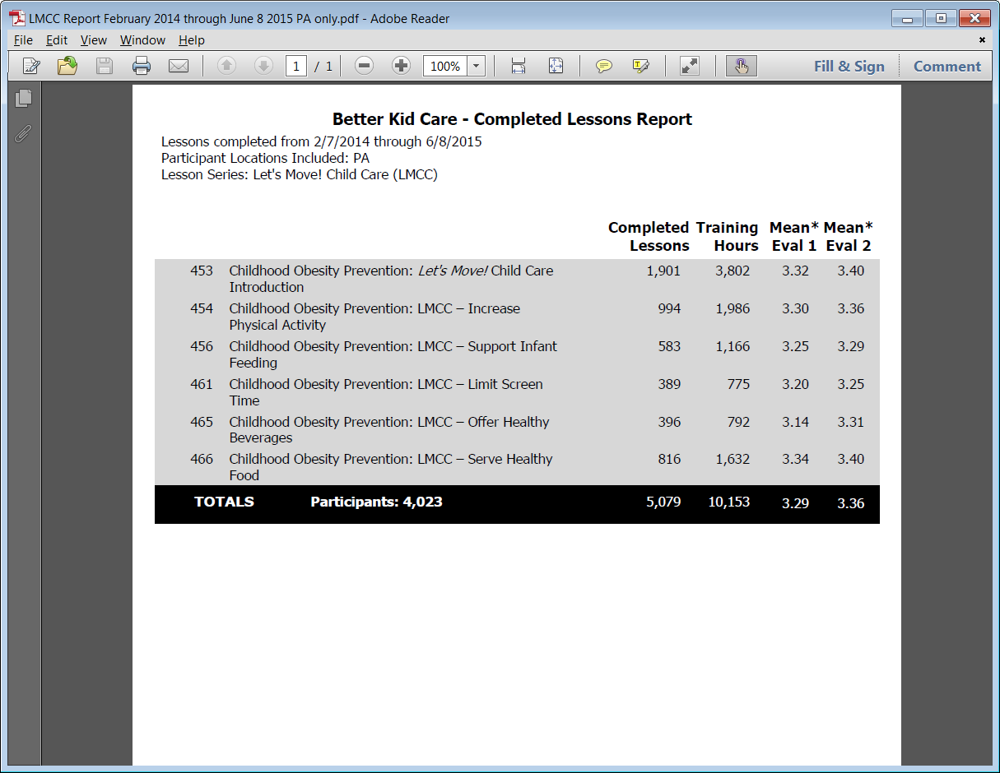 LMCC Report February 2014 through June 8 2015 PA only.pdf - Adobe Reader
File Edit View Window Help
1 / 1 100% Fill & Sign Comment
Better Kid Care - Completed Lessons Report
Lessons completed from 2/7/2014 through 6/8/2015
Participant Locations Included: PA
Lesson Series: Let's Move! Child Care (LMCC)
Completed Training Mean* Mean*
Lessons Hours Eval 1 Eval 2
453 Childhood Obesity Prevention: Let's Move! Child Care 1,901 3,802 3.32 3.40
Introduction
454 Childhood Obesity Prevention: LMCC – Increase 994 1,986 3.30 3.36
Physical Activity
456 Childhood Obesity Prevention: LMCC – Support Infant 583 1,166 3.25 3.29
Feeding
461 Childhood Obesity Prevention: LMCC – Limit Screen 389 775 3.20 3.25
Time
465 Childhood Obesity Prevention: LMCC – Offer Healthy 396 792 3.14 3.31
Beverages
466 Childhood Obesity Prevention: LMCC – Serve Healthy 816 1,632 3.34 3.40
Food
TOTALS Participants: 4,023 5,079 10,153 3.29 3.36